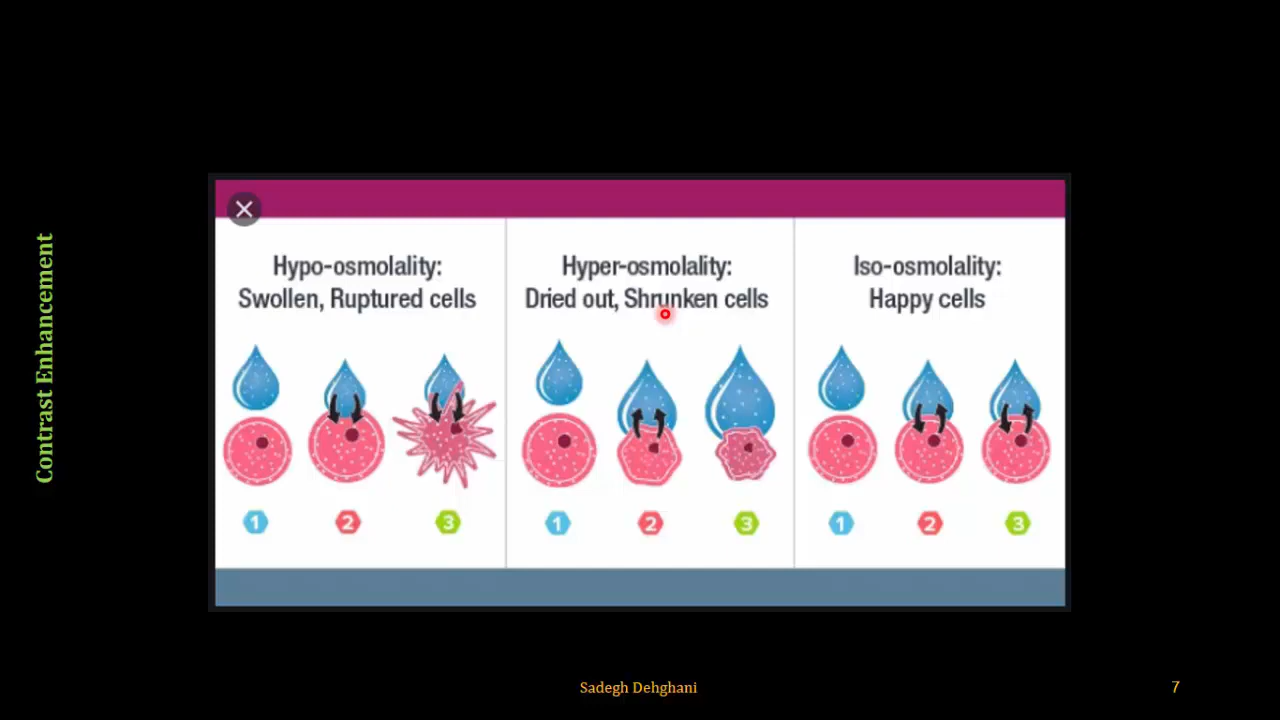 Contrast Enhancement
Hypo-osmolality:
Swollen, Ruptured cells
1 2 3
Hyper-osmolality:
Dried out, Shrunken cells
1 2 3
Iso-osmolality:
Happy cells
1 2 3
Sadegh Dehghani
7